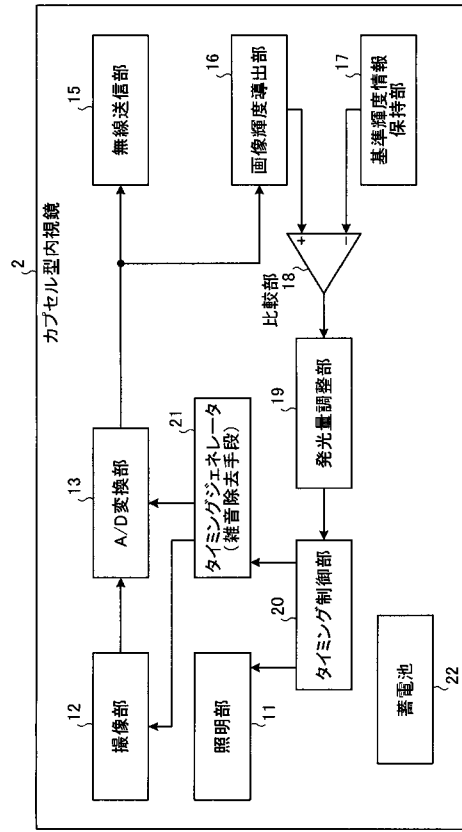 2
カプセル型内視鏡
12
撮像部
13
A/D変換部
15
無線送信部
21
タイミングジェネレータ
(雑音除去手段)
16
画像輝度導出部
照明部
11
+
−
比較部
18
基準輝度情報
保持部
17
20
タイミング制御部
19
発光量調整部
蓄電池
22